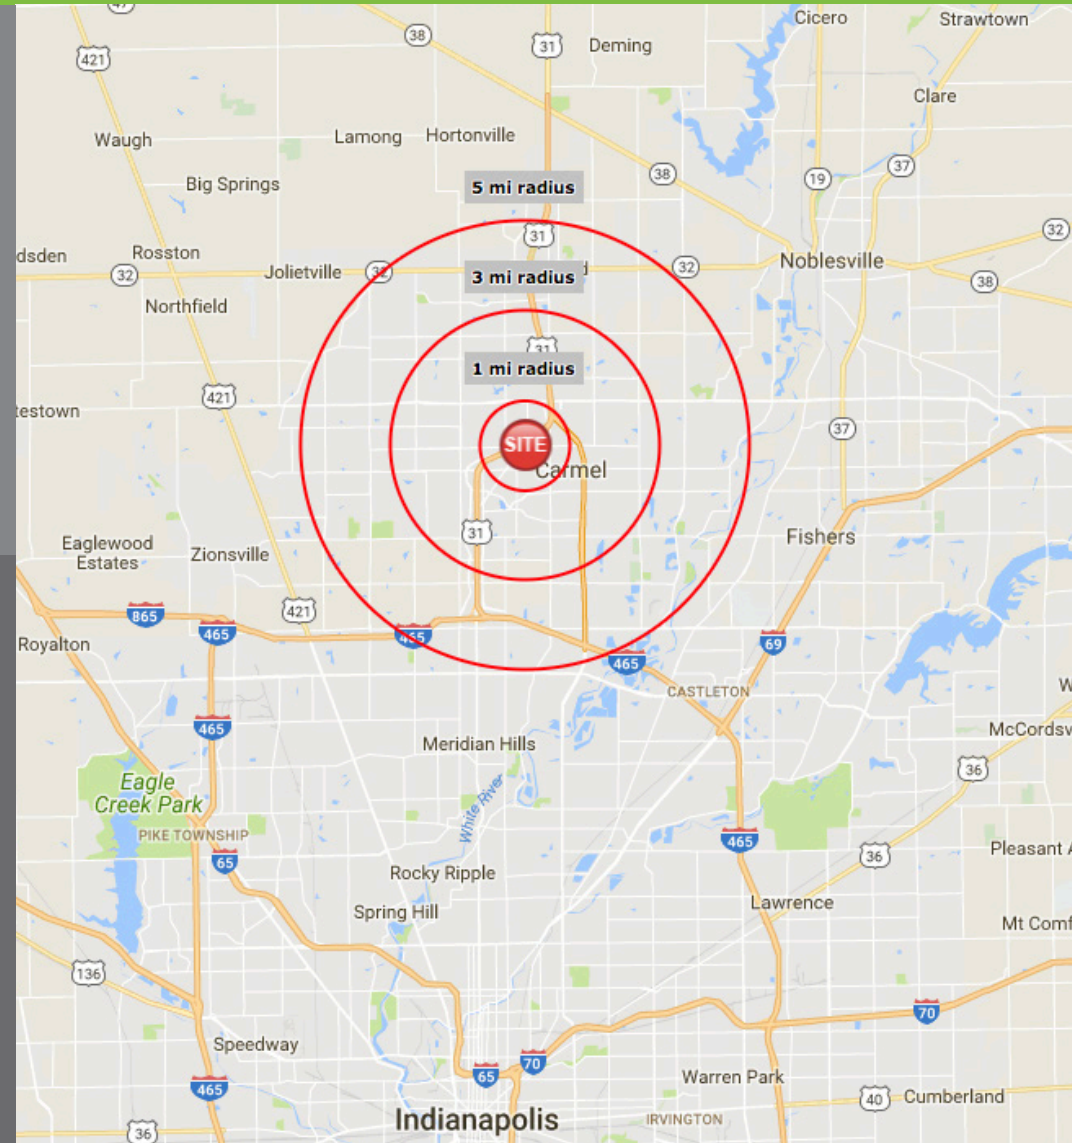 Cicero
Strawtown
38
31
Deming
421
Clare
Waugh
Lamong
Hortonville
37
38
19
Big Springs
5 mi radius
32
31
dsden
Rosston
Noblesville
32
Jolietville
32
32
3 mi radius
38
Northfield
31
1 mi radius
421
testown
37
SITE
Carmel
31
Fishers
Eaglewood
Estates
Zionsville
421
865
465
465
69
Royalton
465
CASTLETON
465
McCordsv
Meridian Hills
36
Eagle
Creek Park
White River
PIKE TOWNSHIP
465
65
36
Pleasant A
Rocky Ripple
Lawrence
Spring Hill
Mt Comf
136
70
Speedway
70
65
Warren Park
465
40
Cumberland
Indianapolis
IRVINGTON
36